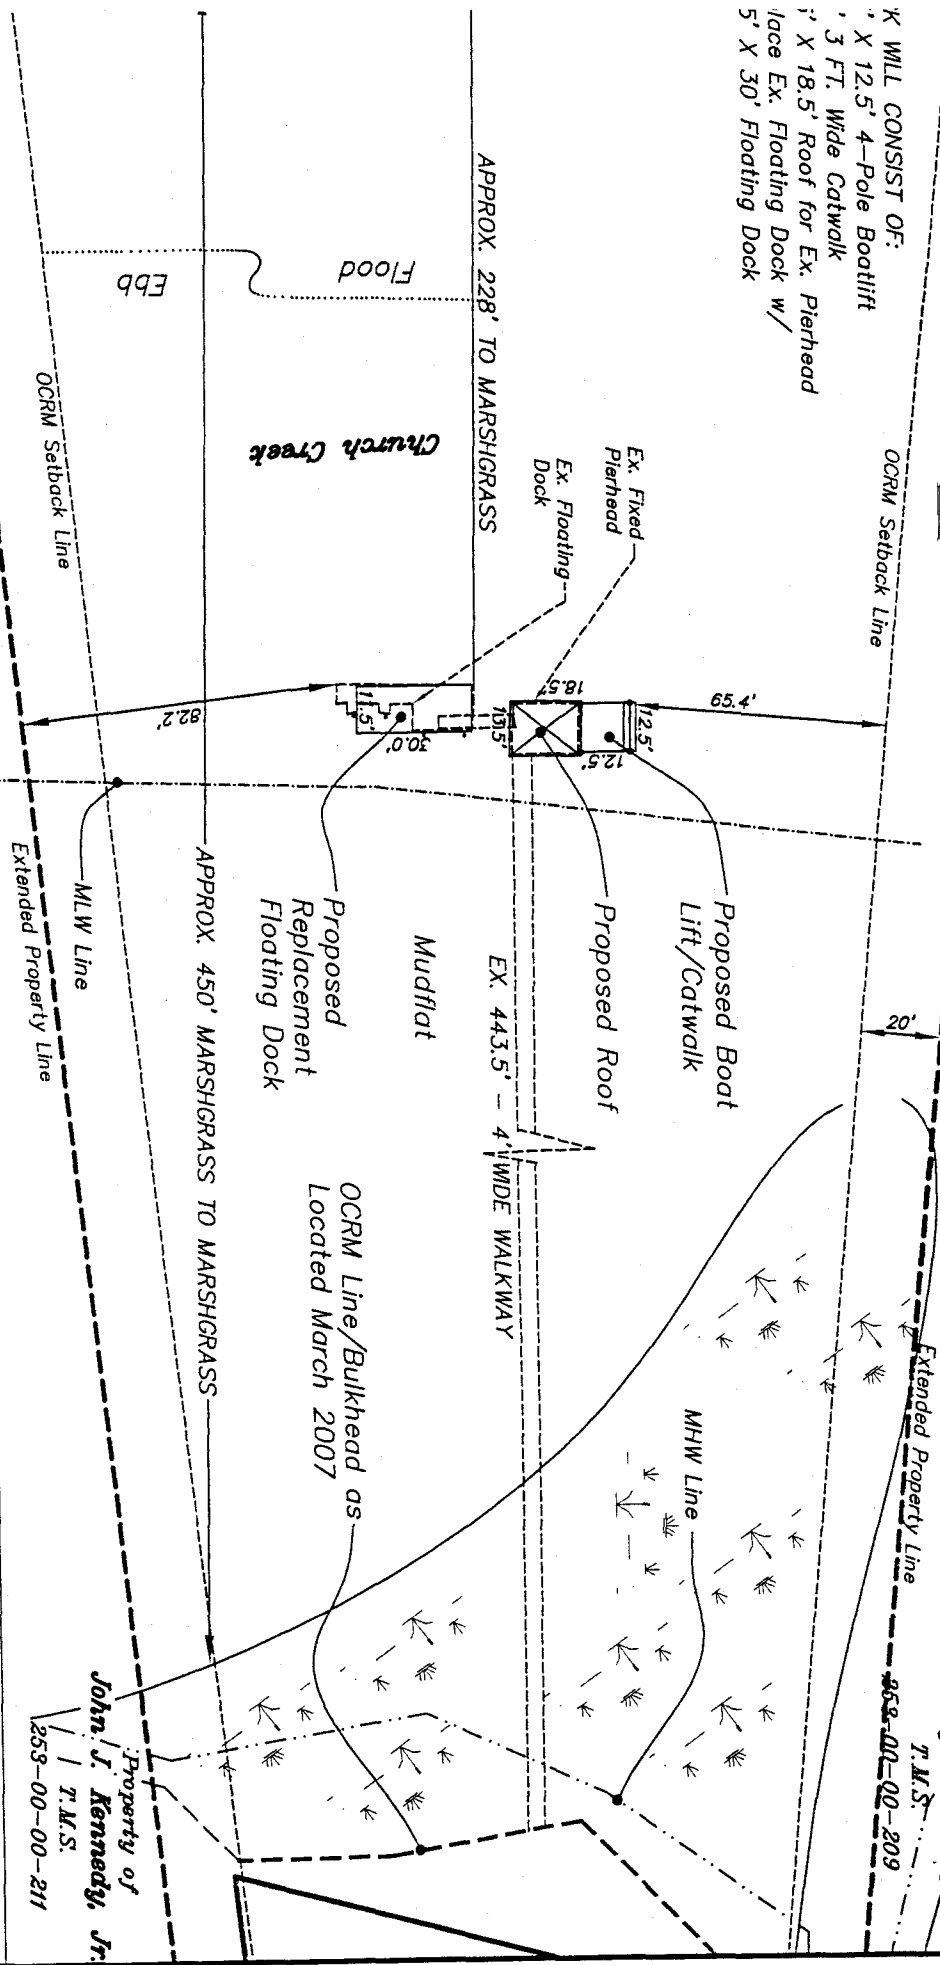 K WILL CONSIST OF:
' X 12.5' 4-Pole Boatlift
' 3 FT. Wide Catwalk
' X 18.5' Roof for Ex. Pierhead
lace Ex. Floating Dock w/
5' X 30' Floating Dock
OCRM Setback Line
APPROX. 228' TO MARSHGRASS
Flood
Ebb
Church Creek
OCRM Setback Line
Ex. Fixed
Pierhead
Ex. Floating
Dock
65.4'
12.5'
12.5'
18.5'
13.5'
11.5'
30.0'
82.2'
20'
Proposed Boat
Lift/Catwalk
Proposed Roof
EX. 443.5' - 4' WIDE WALKWAY
Mudflat
Proposed
Replacement
Floating Dock
APPROX. 450' MARSHGRASS TO MARSHGRASS
MLW Line
Extended Property Line
OCRM Line/Bulkhead as
Located March 2007
MHW Line
Extended Property Line
T.M.S.
253-00-00-209
Property of
John J. Kennedy, Jr.
T.M.S.
253-00-00-211